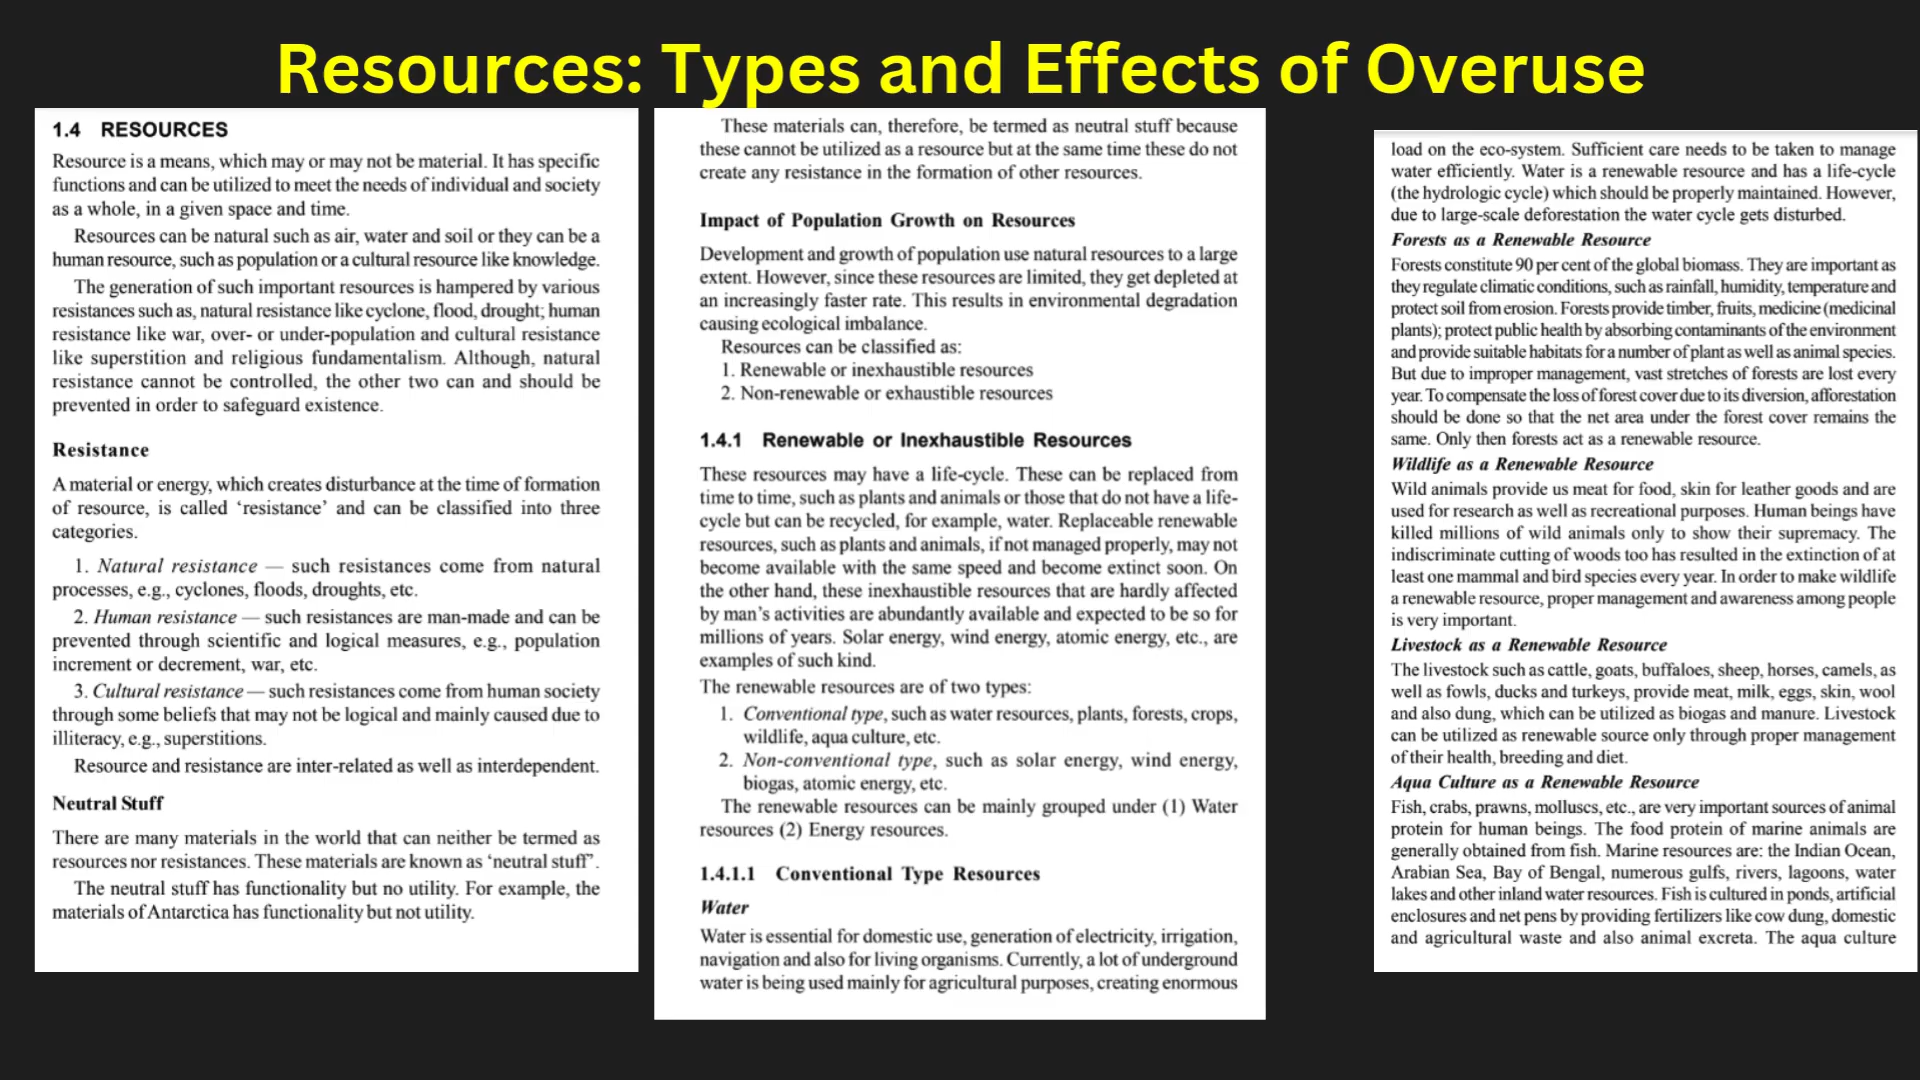 Resources: Types and Effects of Overuse
1.4 RESOURCES
Resource is a means, which may or may not be material. It has specific
functions and can be utilized to meet the needs of individual and society
as a whole, in a given space and time.
Resources can be natural such as air, water and soil or they can be a
human resource, such as population or a cultural resource like knowledge.
The generation of such important resources is hampered by various
resistances such as, natural resistance like cyclone, flood, drought; human
resistance like war, over- or under-population and cultural resistance
like superstition and religious fundamentalism. Although, natural
resistance cannot be controlled, the other two can and should be
prevented in order to safeguard existence.
Resistance
A material or energy, which creates disturbance at the time of formation
of resource, is called ‘resistance’ and can be classified into three
categories.
1. Natural resistance — such resistances come from natural
processes, e.g., cyclones, floods, droughts, etc.
2. Human resistance — such resistances are man-made and can be
prevented through scientific and logical measures, e.g., population
increment or decrement, war, etc.
3. Cultural resistance — such resistances come from human society
through some beliefs that may not be logical and mainly caused due to
illiteracy, e.g., superstitions.
Resource and resistance are inter-related as well as interdependent.
Neutral Stuff
There are many materials in the world that can neither be termed as
resources nor resistances. These materials are known as ‘neutral stuff’.
The neutral stuff has functionality but no utility. For example, the
materials of Antarctica has functionality but not utility.
These materials can, therefore, be termed as neutral stuff because
these cannot be utilized as a resource but at the same time these do not
create any resistance in the formation of other resources.
Impact of Population Growth on Resources
Development and growth of population use natural resources to a large
extent. However, since these resources are limited, they get depleted at
an increasingly faster rate. This results in environmental degradation
causing ecological imbalance.
Resources can be classified as:
1. Renewable or inexhaustible resources
2. Non-renewable or exhaustible resources
1.4.1 Renewable or Inexhaustible Resources
These resources may have a life-cycle. These can be replaced from
time to time, such as plants and animals or those that do not have a life-
cycle but can be recycled, for example, water. Replaceable renewable
resources, such as plants and animals, if not managed properly, may not
become available with the same speed and become extinct soon. On
the other hand, these inexhaustible resources that are hardly affected
by man’s activities are abundantly available and expected to be so for
millions of years. Solar energy, wind energy, atomic energy, etc., are
examples of such kind.
The renewable resources are of two types:
1. Conventional type, such as water resources, plants, forests, crops,
wildlife, aqua culture, etc.
2. Non-conventional type, such as solar energy, wind energy,
biogas, atomic energy, etc.
The renewable resources can be mainly grouped under (1) Water
resources (2) Energy resources.
1.4.1.1 Conventional Type Resources
Water
Water is essential for domestic use, generation of electricity, irrigation,
navigation and also for living organisms. Currently, a lot of underground
water is being used mainly for agricultural purposes, creating enormous
load on the eco-system. Sufficient care needs to be taken to manage
water efficiently. Water is a renewable resource and has a life-cycle
(the hydrologic cycle) which should be properly maintained. However,
due to large-scale deforestation the water cycle gets disturbed.
Forests as a Renewable Resource
Forests constitute 90 per cent of the global biomass. They are important as
they regulate climatic conditions, such as rainfall, humidity, temperature and
protect soil from erosion. Forests provide timber, fruits, medicine (medicinal
plants); protect public health by absorbing contaminants of the environment
and provide suitable habitats for a number of plant as well as animal species.
But due to improper management, vast stretches of forests are lost every
year. To compensate the loss of forest cover due to its diversion, afforestation
should be done so that the net area under the forest cover remains the
same. Only then forests act as a renewable resource.
Wildlife as a Renewable Resource
Wild animals provide us meat for food, skin for leather goods and are
used for research as well as recreational purposes. Human beings have
killed millions of wild animals only to show their supremacy. The
indiscriminate cutting of woods too has resulted in the extinction of at
least one mammal and bird species every year. In order to make wildlife
a renewable resource, proper management and awareness among people
is very important.
Livestock as a Renewable Resource
The livestock such as cattle, goats, buffaloes, sheep, horses, camels, as
well as fowls, ducks and turkeys, provide meat, milk, eggs, skin, wool
and also dung, which can be utilized as biogas and manure. Livestock
can be utilized as renewable source only through proper management
of their health, breeding and diet.
Aqua Culture as a Renewable Resource
Fish, crabs, prawns, molluscs, etc., are very important sources of animal
protein for human beings. The food protein of marine animals are
generally obtained from fish. Marine resources are: the Indian Ocean,
Arabian Sea, Bay of Bengal, numerous gulfs, rivers, lagoons, water
lakes and other inland water resources. Fish is cultured in ponds, artificial
enclosures and net pens by providing fertilizers like cow dung, domestic
and agricultural waste and also animal excreta. The aqua culture